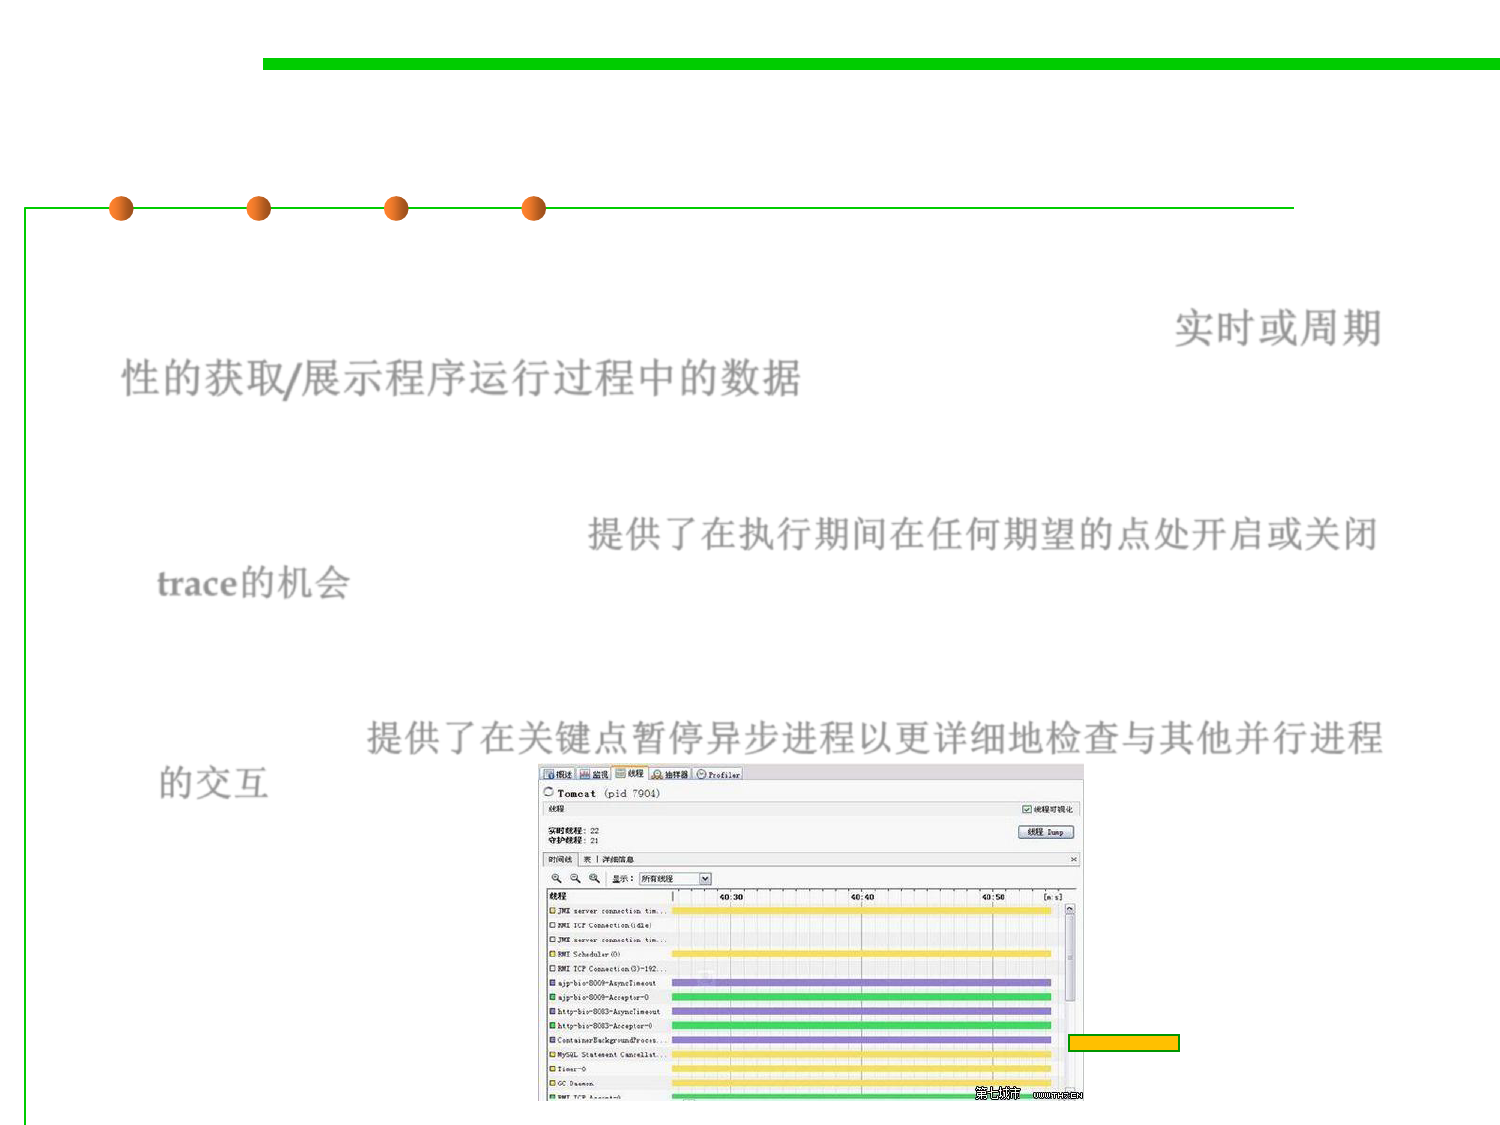 实时或周期
性的获取/展示程序运行过程中的数据
提供了在执行期间在任何期望的点处开启或关闭
trace的机会
提供了在关键点暂停异步进程以更详细地检查与其他并行进程
的交互
概述 监视 线程 抽样器 Profiler
Tomcat (pid 7904)
线程 线程可视化
实时线程: 22
守护线程: 21
线程 Dump
时间线 表 详细信息
显示: 所有线程
线程 40:30 40:40 40:50 [m:s]
JMX server connection tim...
RMI TCP Connection(idle)
JMX server connection tim...
RMI Scheduler(0)
RMI TCP Connection(3)-192...
ajp-bio-8009-AsyncTimeout
ajp-bio-8009-Acceptor-0
http-bio-8083-AsyncTimeout
http-bio-8083-Acceptor-0
ContainerBackgroundProces...
MySQL Statement Cancellat...
Timer-0
GC Daemon
RMI TCP Accept-0
第七城市 WWW.TH7.CN